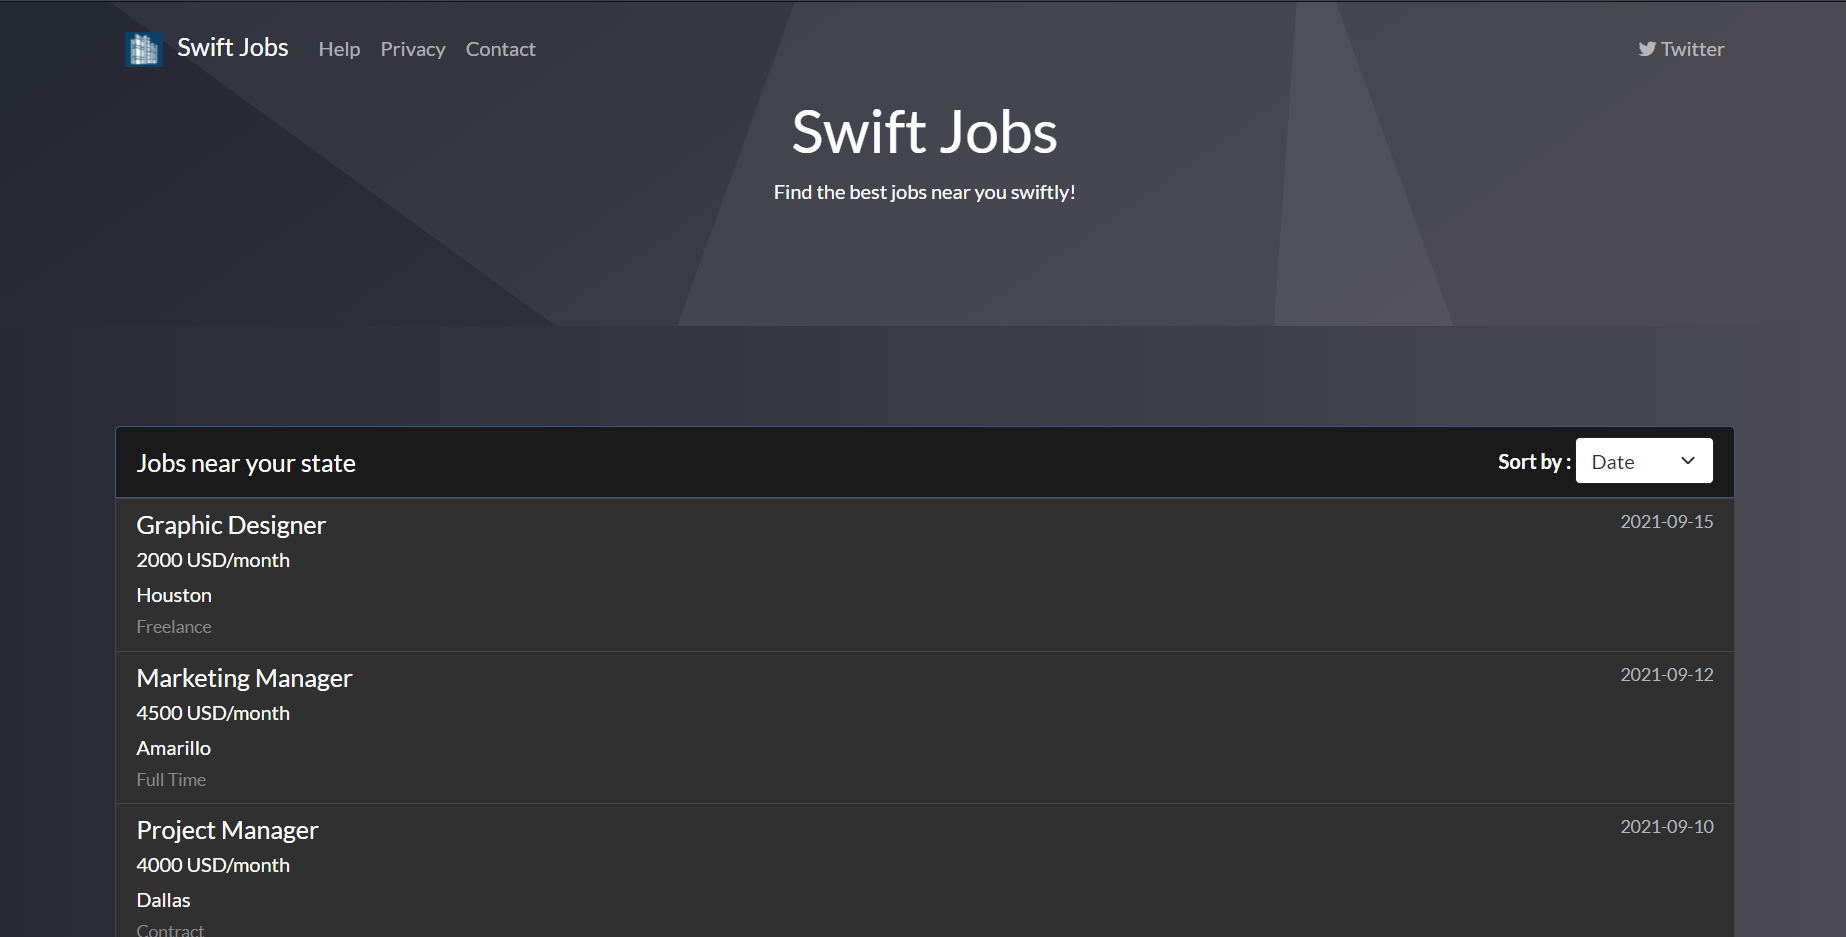 Swift Jobs Help Privacy Contact Twitter
Swift Jobs
Find the best jobs near you swiftly!
Jobs near your state Sort by : Date
Graphic Designer 2021-09-15
2000 USD/month
Houston
Freelance
Marketing Manager 2021-09-12
4500 USD/month
Amarillo
Full Time
Project Manager 2021-09-10
4000 USD/month
Dallas
Contract